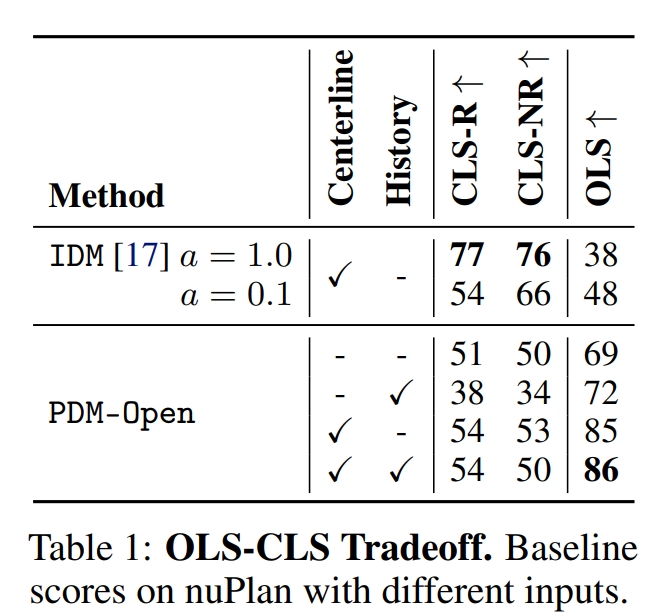 Method Centerline History CLS-R ↑ CLS-NR ↑ OLS ↑
IDM [17] a = 1.0 ✓ - 77 76 38
a = 0.1 54 66 48
PDM-Open - - 51 50 69
- ✓ 38 34 72
✓ - 54 53 85
✓ ✓ 54 50 86
Table 1: OLS-CLS Tradeoff. Baseline
scores on nuPlan with different inputs.